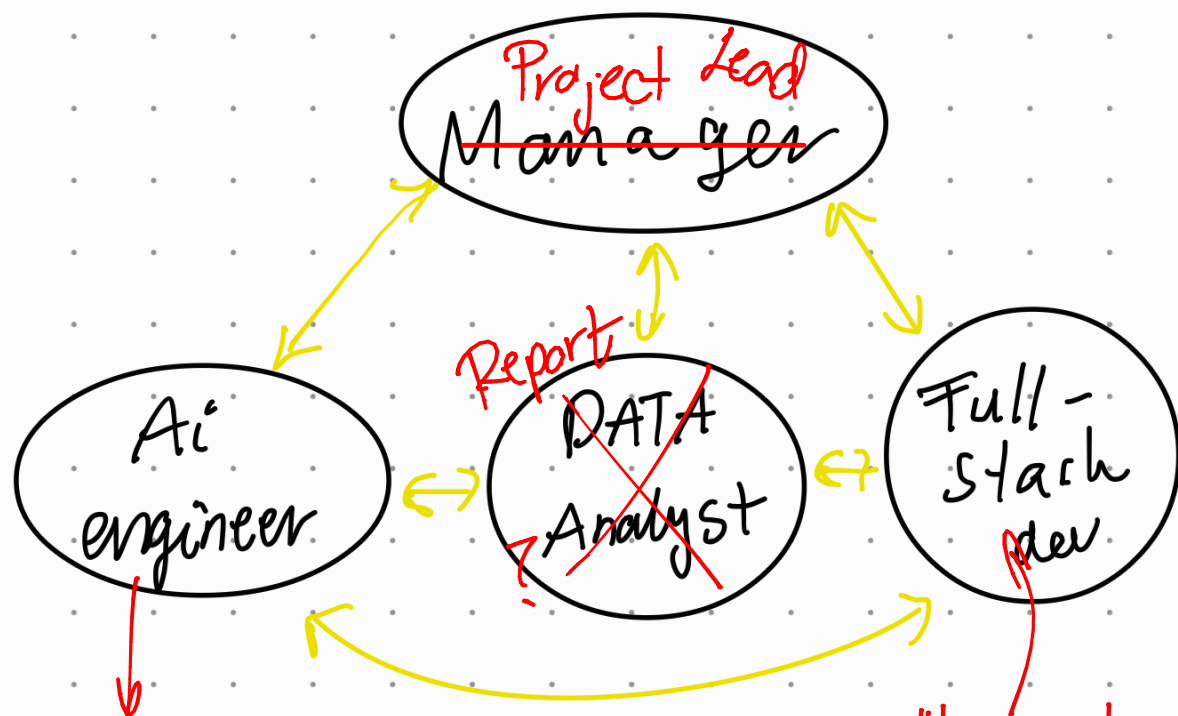 Project Lead
Manager
Report
Ai
engineer
DATA
Analyst
?
Full-
stack
dev